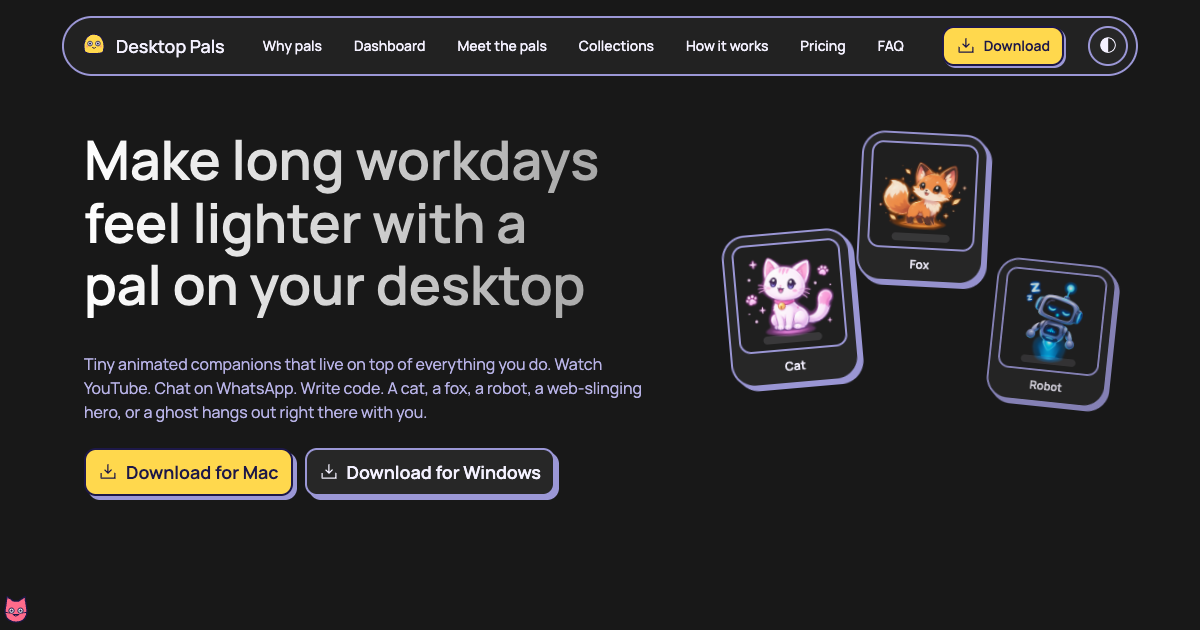 Desktop Pals
Why pals
Dashboard
Meet the pals
Collections
How it works
Pricing
FAQ
Download
Make long workdays
feel lighter with a
pal on your desktop
Tiny animated companions that live on top of everything you do. Watch
YouTube. Chat on WhatsApp. Write code. A cat, a fox, a robot, a web-slinging
hero, or a ghost hangs out right there with you.
Download for Mac
Download for Windows
Fox
Cat
Z
Z
Robot